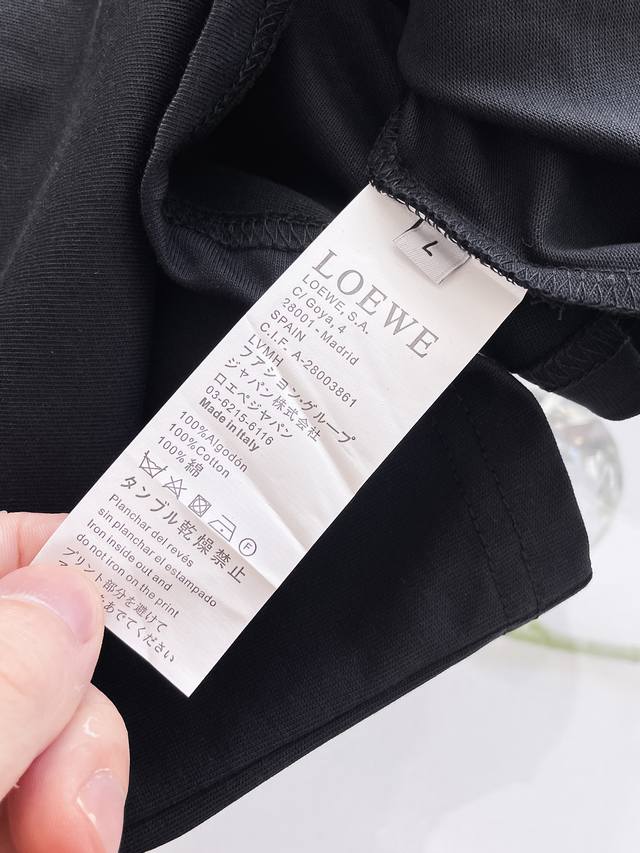 L
LOEWE
LOEWE, S.A.
C/ Goya, 4
28001 - Madrid
SPAIN
C.I.F. A-28003861
LVMH
ファション・グループ
ジャパン株式会社
ロエベジャパン
03-6215-6116
Made in Italy
100%Algodón
100%Cotton
100% 綿
F
タンブル乾燥禁止
Planchar del revés
sin planchar el estampado
Iron inside out and
do not iron on the print
プリント部分を避けて
あててください